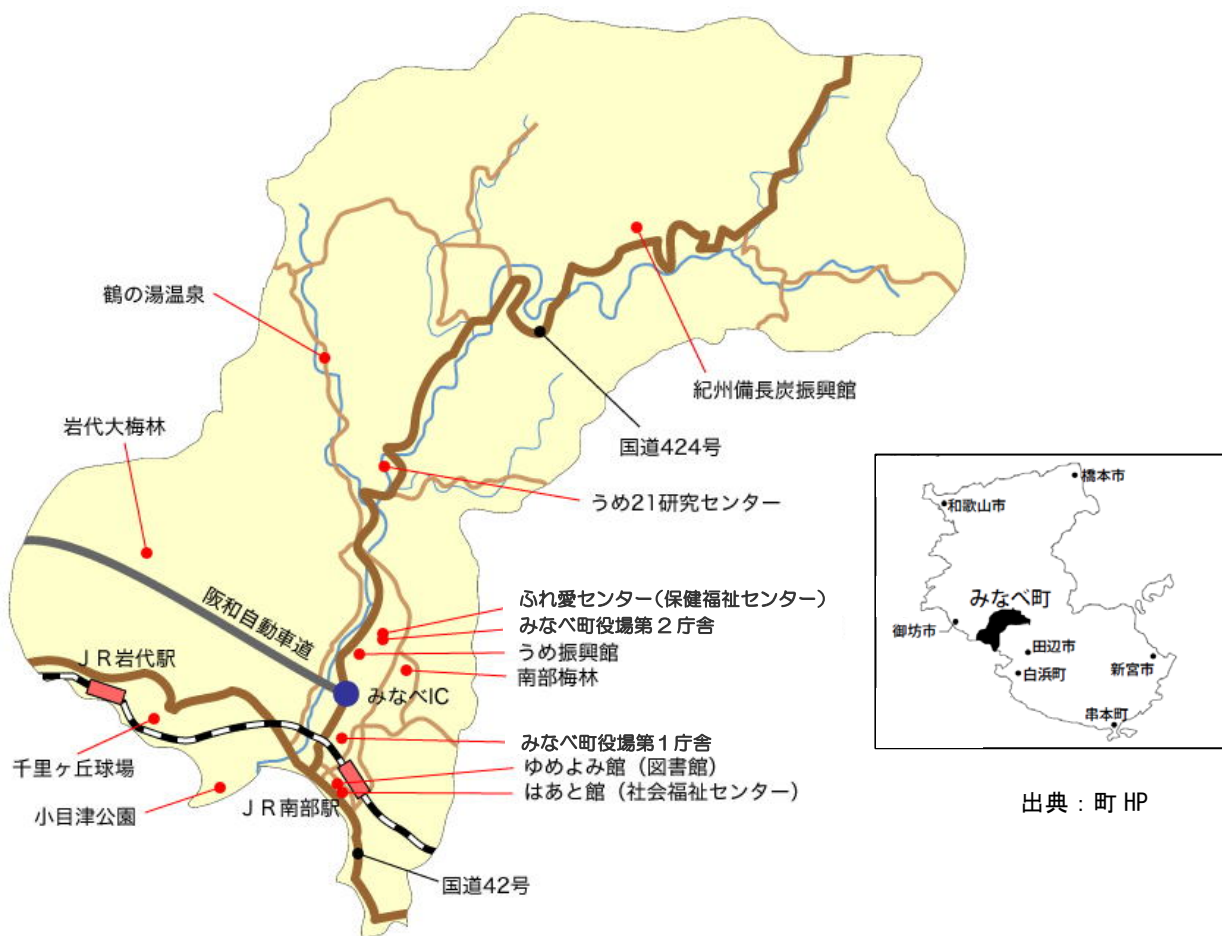 鶴の湯温泉
紀州備長炭振興館
岩代大梅林
国道424号
うめ21研究センター
阪和自動車道
ふれ愛センター(保健福祉センター)
みなべ町役場第2庁舎
うめ振興館
南部梅林
JR岩代駅
みなべIC
みなべ町役場第1庁舎
千里ヶ丘球場
ゆめよみ館(図書館)
はあと館(社会福祉センター)
小目津公園
JR南部駅
国道42号
橋本市
和歌山市
みなべ町
御坊市
田辺市
白浜町
新宮市
串本町
出典:町HP